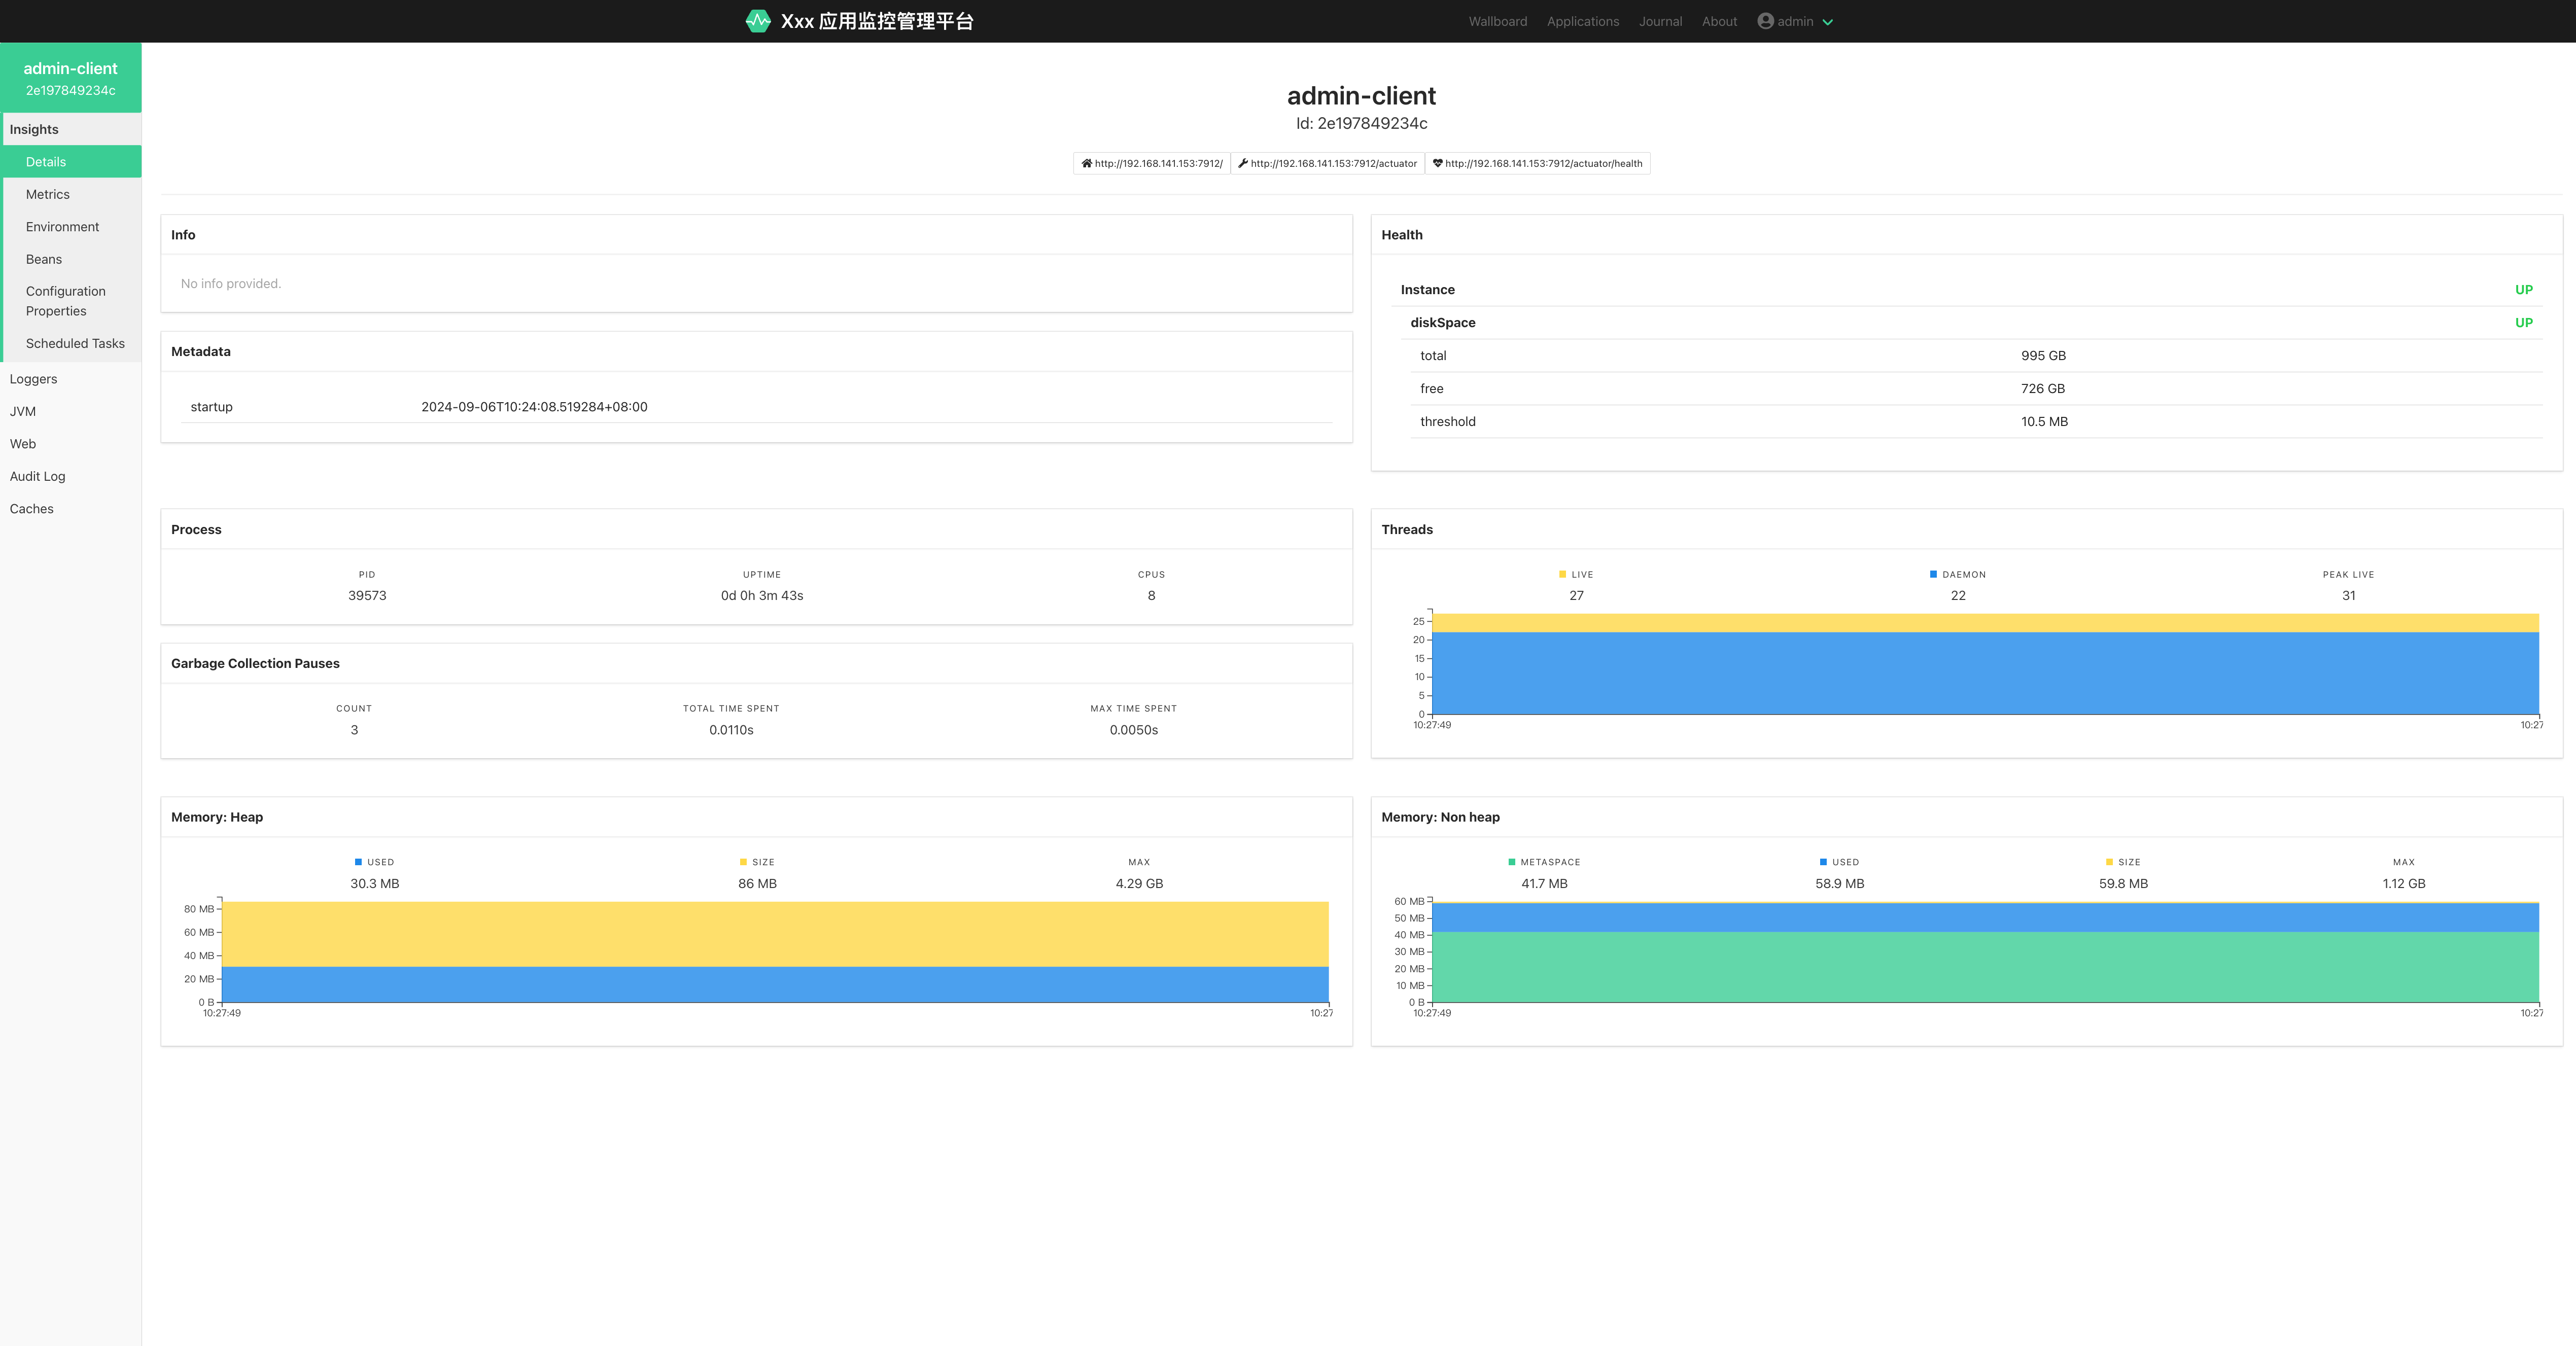 Xxx 应用监控管理平台
Wallboard Applications Journal About admin
admin-client
2e197849234c
Insights
Details
Metrics
Environment
Beans
Configuration
Properties
Scheduled Tasks
Loggers
JVM
Web
Audit Log
Caches
admin-client
Id: 2e197849234c
http://192.168.141.153:7912/ http://192.168.141.153:7912/actuator http://192.168.141.153:7912/actuator/health
Info
No info provided.
Metadata
startup 2024-09-06T10:24:08.519284+08:00
Health
Instance UP
diskSpace UP
total 995 GB
free 726 GB
threshold 10.5 MB
Process
PID UPTIME CPUS
39573 0d 0h 3m 43s 8
Garbage Collection Pauses
COUNT TOTAL TIME SPENT MAX TIME SPENT
3 0.0110s 0.0050s
Threads
LIVE DAEMON PEAK LIVE
27 22 31
25
20
15
10
5
0
10:27:49 10:27
Memory: Heap
USED SIZE MAX
30.3 MB 86 MB 4.29 GB
80 MB
60 MB
40 MB
20 MB
0 B
10:27:49 10:27
Memory: Non heap
METASPACE USED SIZE MAX
41.7 MB 58.9 MB 59.8 MB 1.12 GB
60 MB
50 MB
40 MB
30 MB
20 MB
10 MB
0 B
10:27:49 10:27